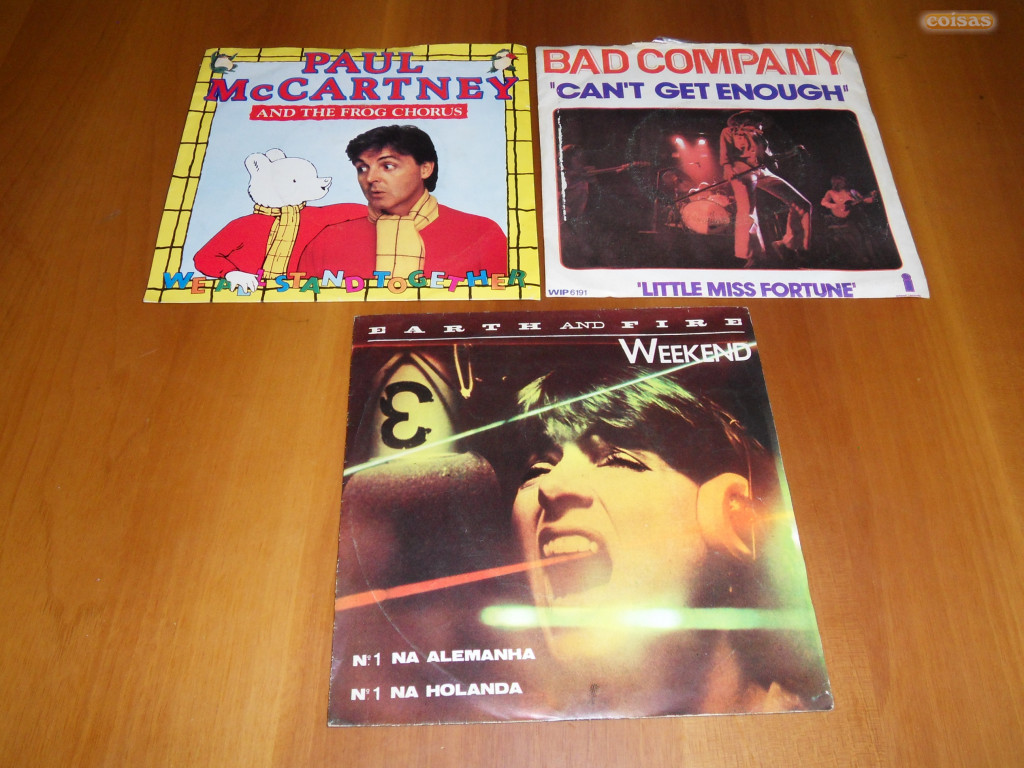 coisas
PAUL
McCARTNEY
AND THE FROG CHORUS
WE ALL STAND TOGETHER
BAD COMPANY
"CAN'T GET ENOUGH"
WIP 6191
'LITTLE MISS FORTUNE'
EARTH AND FIRE
WEEKEND
Nº1 NA ALEMANHA
Nº1 NA HOLANDA